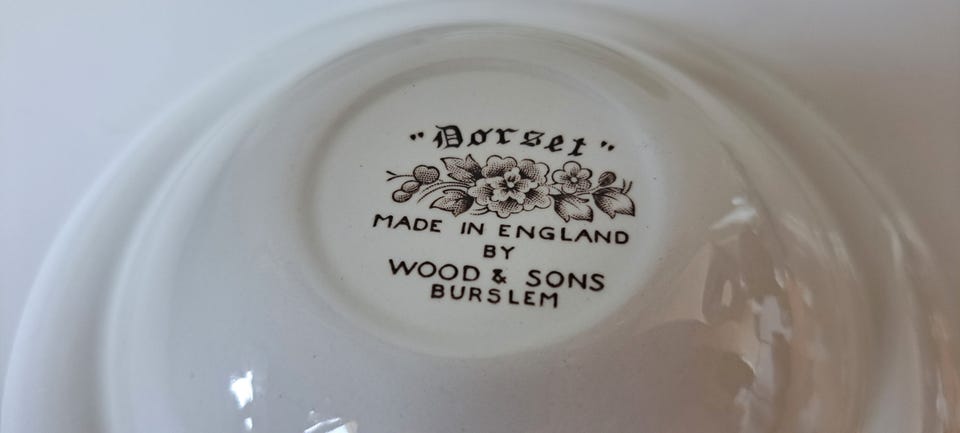 "Dorset"
MADE IN ENGLAND
BY
WOOD & SONS
BURSLEM